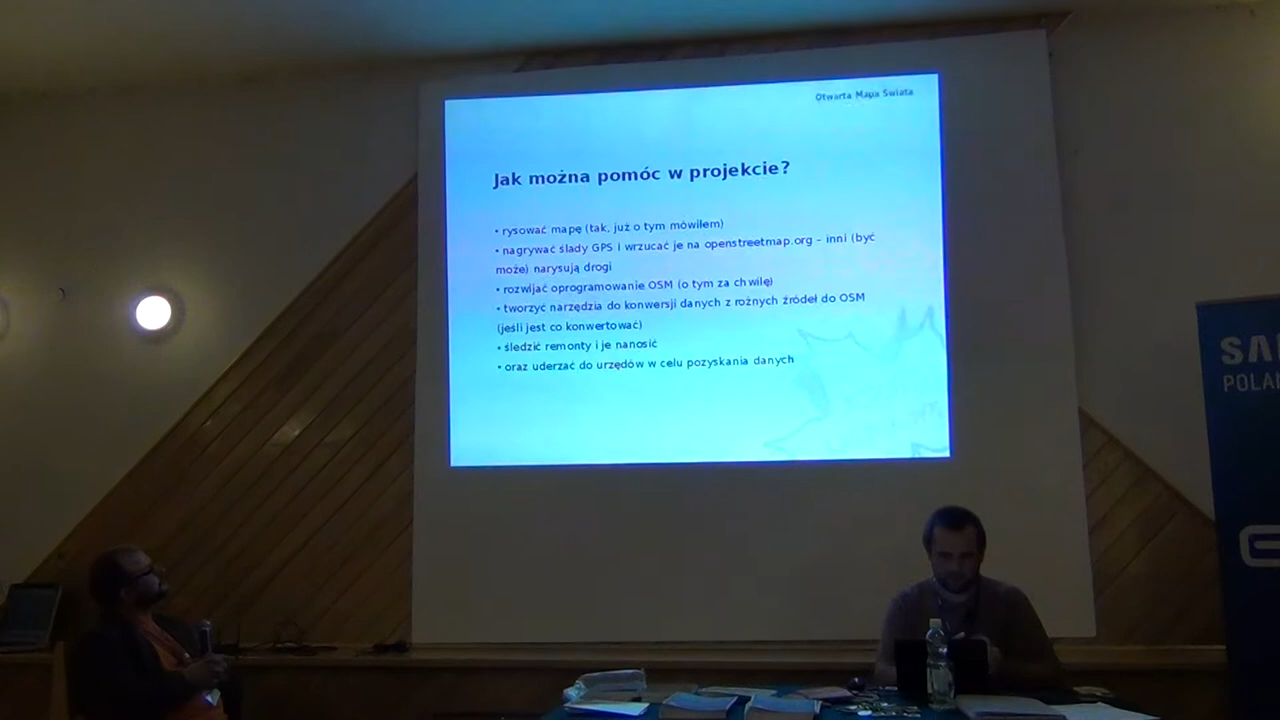 Otwarta Mapa Świata
Jak można pomóc w projekcie?
• rysować mapę (tak, już o tym mówiłem)
• nagrywać ślady GPS i wrzucać je na openstreetmap.org – inni (być
może) narysują drogi
• rozwijać oprogramowanie OSM (o tym za chwilę)
• tworzyć narzędzia do konwersji danych z rożnych źródeł do OSM
(jeśli jest co konwertować)
• śledzić remonty i je nanosić
• oraz uderzać do urzędów w celu pozyskania danych